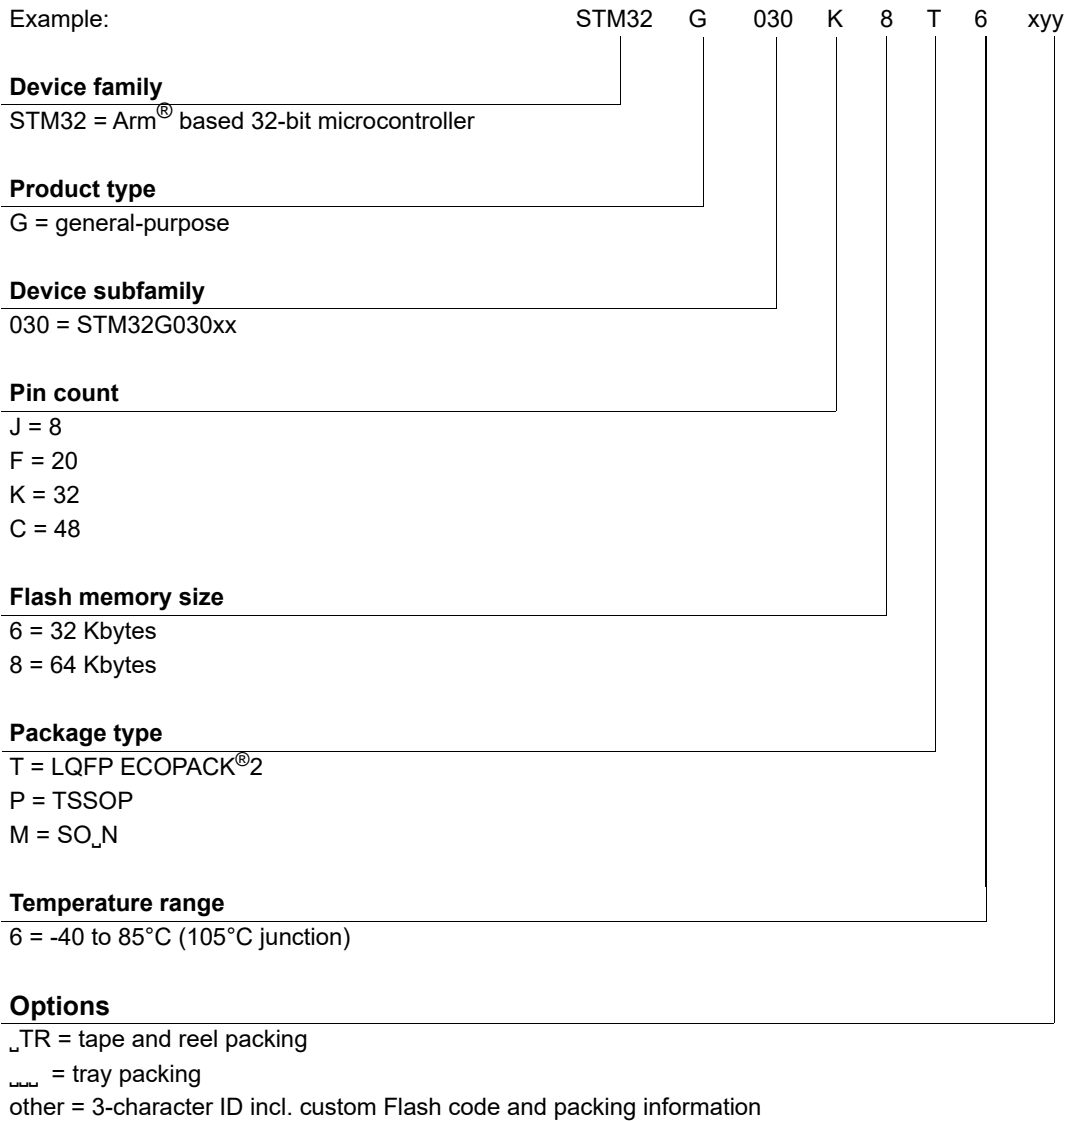 Example: STM32 G 030 K 8 T 6 xyy
Device family
STM32 = Arm® based 32-bit microcontroller
Product type
G = general-purpose
Device subfamily
030 = STM32G030xx
Pin count
J = 8
F = 20
K = 32
C = 48
Flash memory size
6 = 32 Kbytes
8 = 64 Kbytes
Package type
T = LQFP ECOPACK®2
P = TSSOP
M = SO␣N
Temperature range
6 = -40 to 85°C (105°C junction)
Options
␣TR = tape and reel packing
␣␣␣ = tray packing
other = 3-character ID incl. custom Flash code and packing information